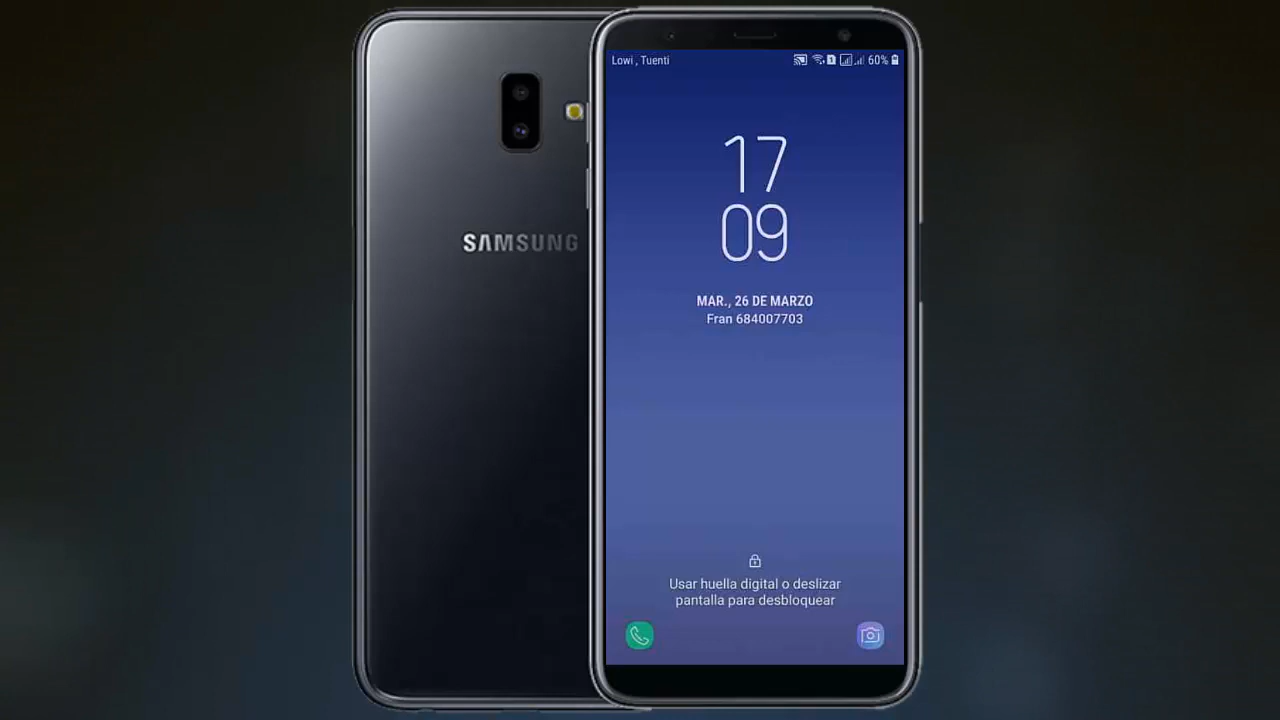 SAMSUNG
Lowi , Tuenti
60%
17
09
MAR., 26 DE MARZO
Fran 684007703
Usar huella digital o deslizar
pantalla para desbloquear